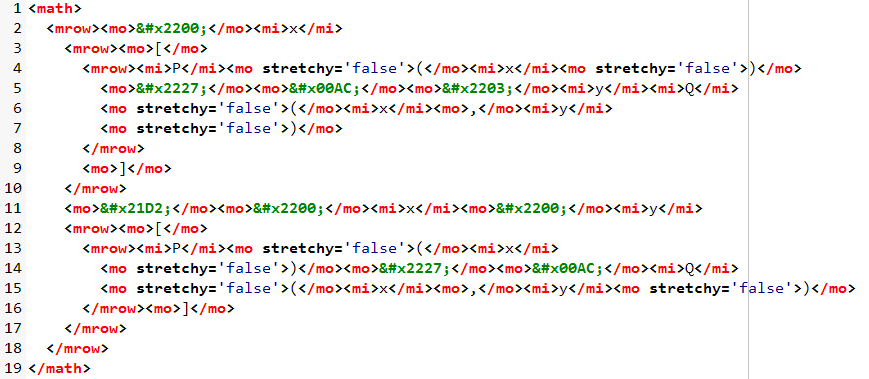 1 <math>
2 <mrow><mo>&#x2200;</mo><mi>x</mi>
3 <mrow><mo>[</mo>
4 <mrow><mi>P</mi><mo stretchy='false'>(</mo><mi>x</mi><mo stretchy='false'>)</mo>
5 <mo>&#x2227;</mo><mo>&#x00AC;</mo><mo>&#x2203;</mo><mi>y</mi><mi>Q</mi>
6 <mo stretchy='false'>(</mo><mi>x</mi><mo>,</mo><mi>y</mi>
7 <mo stretchy='false'>)</mo>
8 </mrow>
9 <mo>]</mo>
10 </mrow>
11 <mo>&#x21D2;</mo><mo>&#x2200;</mo><mi>x</mi><mo>&#x2200;</mo><mi>y</mi>
12 <mrow><mo>[</mo>
13 <mrow><mi>P</mi><mo stretchy='false'>(</mo><mi>x</mi>
14 <mo stretchy='false'>)</mo><mo>&#x2227;</mo><mo>&#x00AC;</mo><mi>Q</mi>
15 <mo stretchy='false'>(</mo><mi>x</mi><mo>,</mo><mi>y</mi><mo stretchy='false'>)</mo>
16 </mrow><mo>]</mo>
17 </mrow>
18 </mrow>
19 </math>